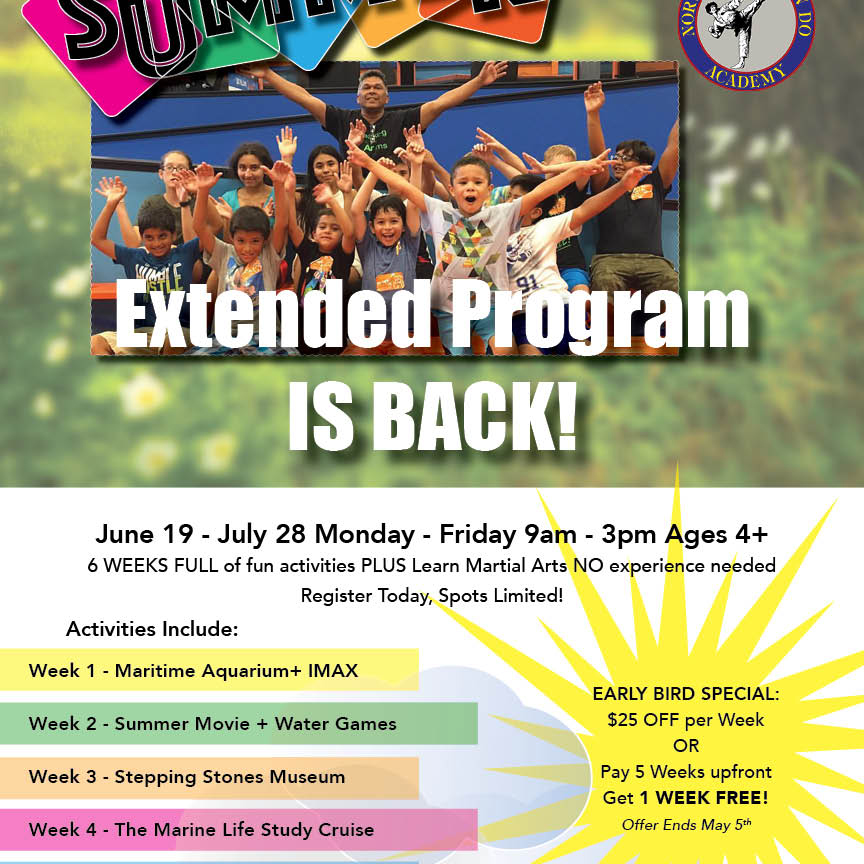 SUMMER
DO
ACADEMY
Extended Program
IS BACK!
June 19 - July 28 Monday - Friday 9am - 3pm Ages 4+
6 WEEKS FULL of fun activities PLUS Learn Martial Arts NO experience needed
Register Today, Spots Limited!
Activities Include:
Week 1 - Maritime Aquarium+ IMAX
Week 2 - Summer Movie + Water Games
Week 3 - Stepping Stones Museum
Week 4 - The Marine Life Study Cruise
EARLY BIRD SPECIAL:
$25 OFF per Week
OR
Pay 5 Weeks upfront
Get 1 WEEK FREE!
Offer Ends May 5th